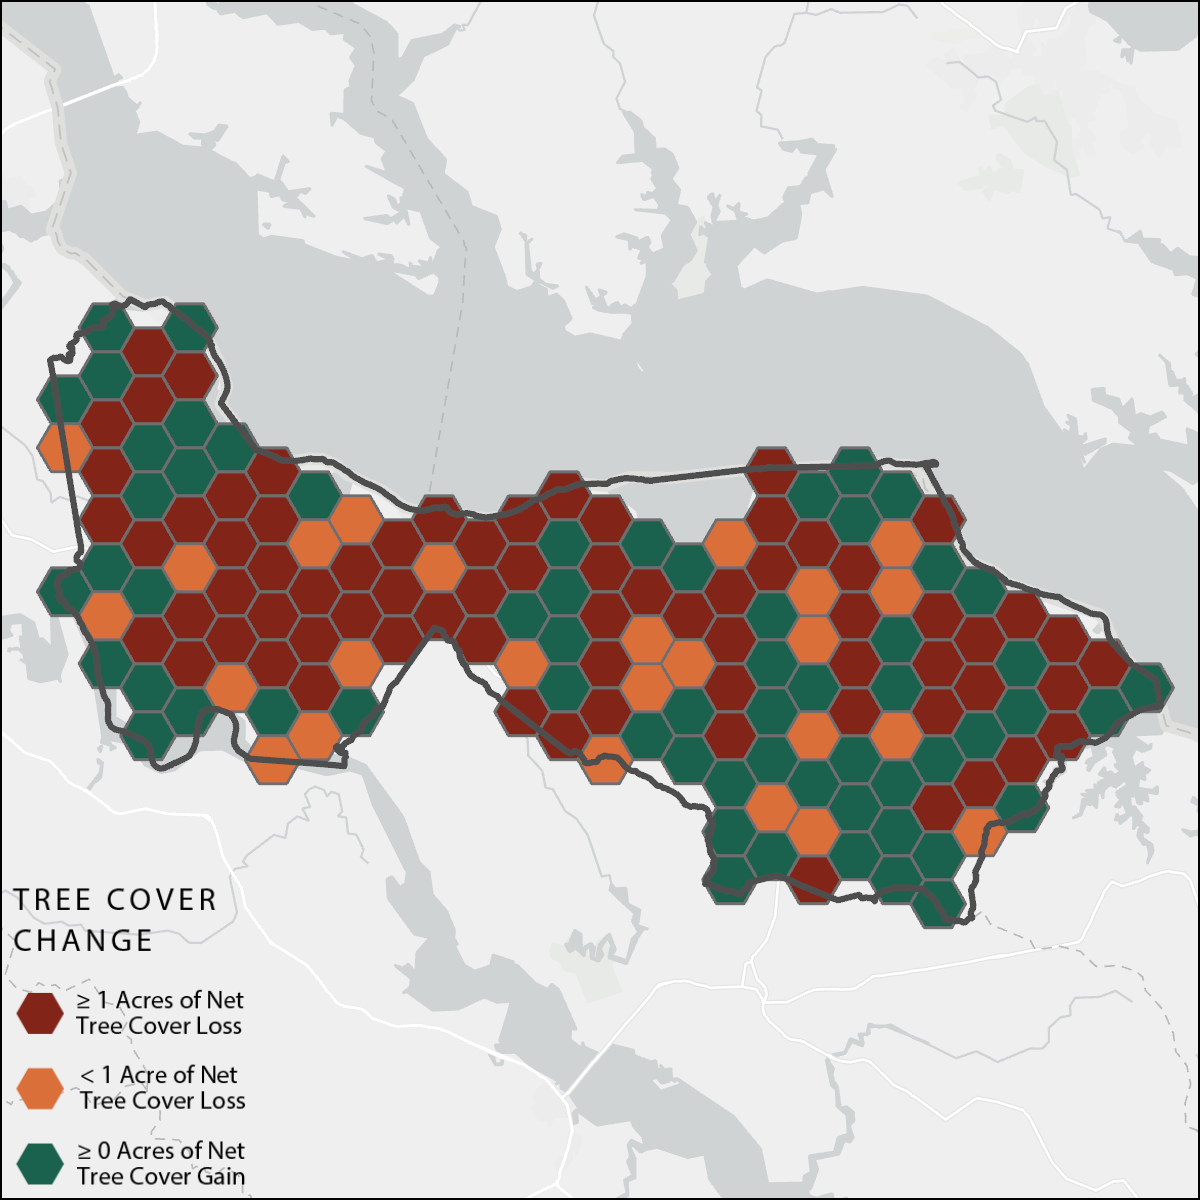 TREE COVER
CHANGE
≥ 1 Acres of Net
Tree Cover Loss
< 1 Acre of Net
Tree Cover Loss
≥ 0 Acres of Net
Tree Cover Gain